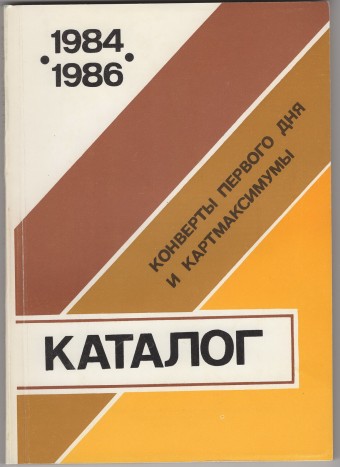 1984
1986
КОНВЕРТЫ ПЕРВОГО ДНЯ
И КАРТМАКСИМУМЫ
КАТАЛОГ